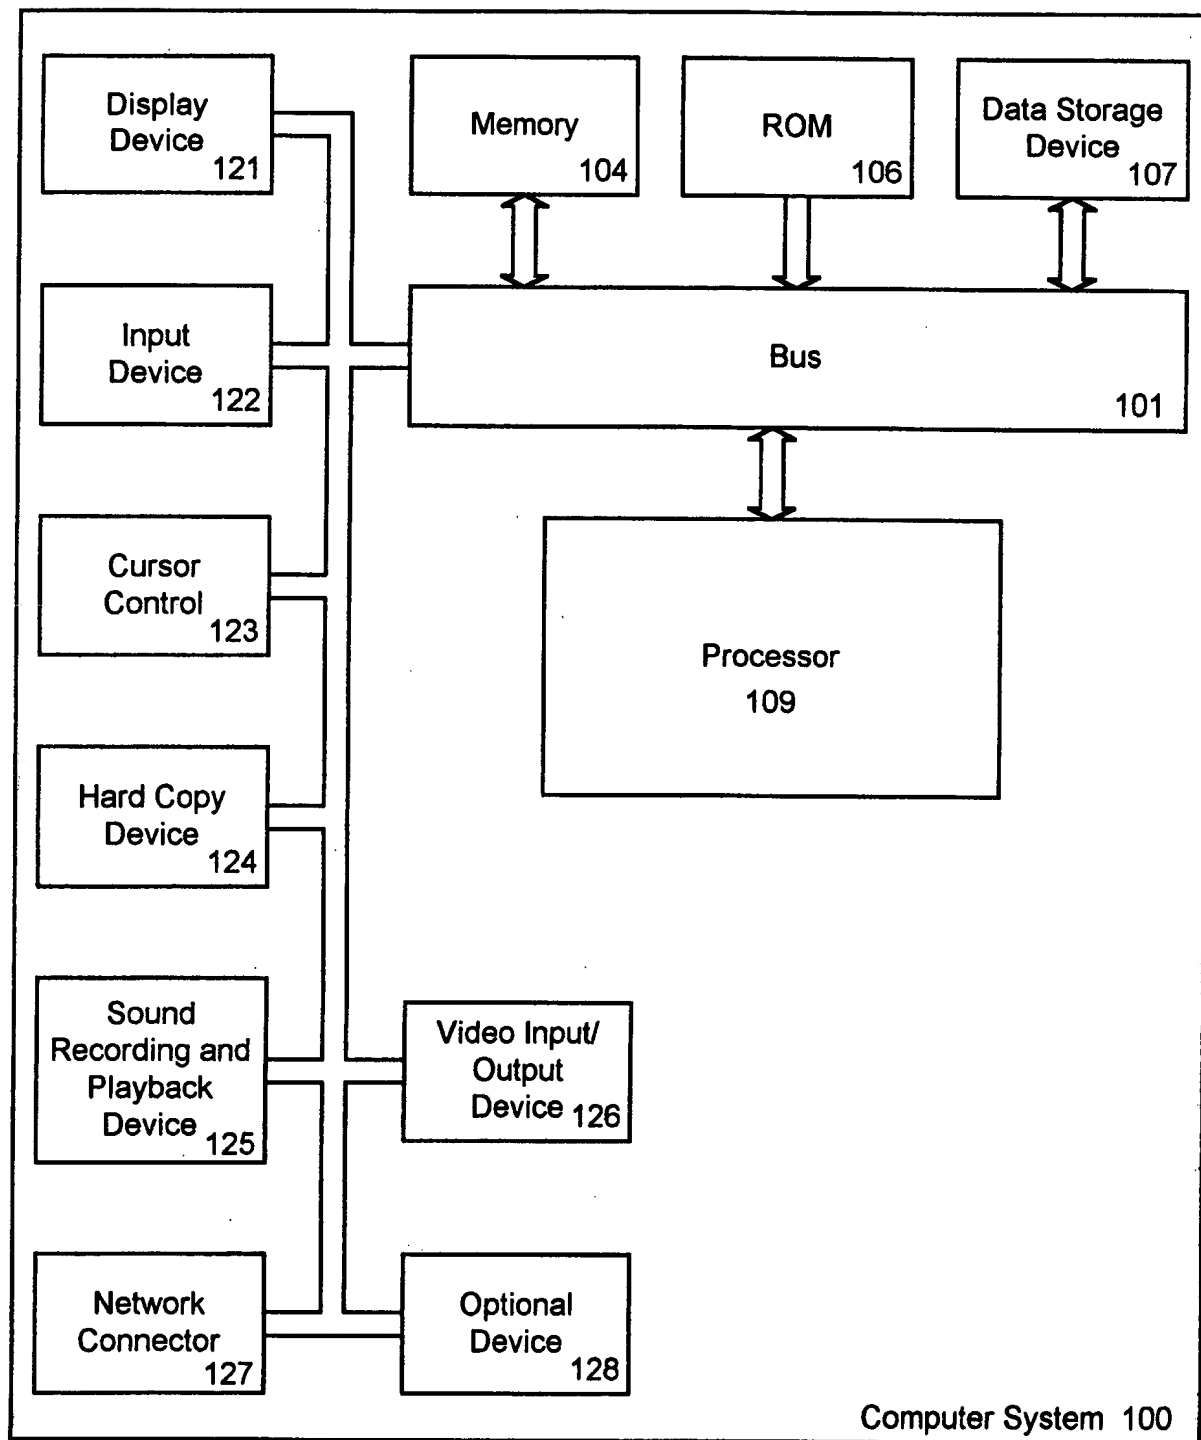 Display
Device
121
Memory
104
ROM
106
Data Storage
Device
107
Input
Device
122
Bus
101
Cursor
Control
123
Processor
109
Hard Copy
Device
124
Sound
Recording and
Playback
Device
125
Video Input/
Output
Device
126
Network
Connector
127
Optional
Device
128
Computer System 100